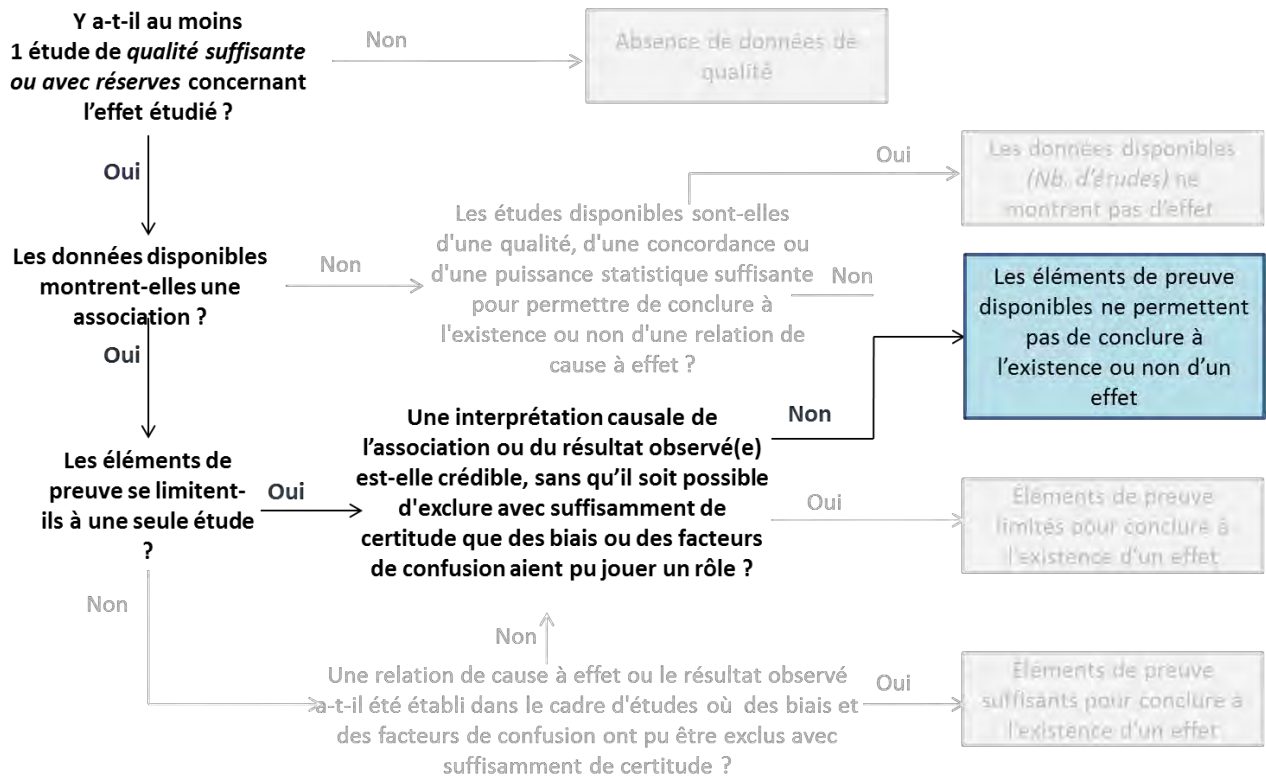 Y a-t-il au moins
1 étude de qualité suffisante
ou avec réserves concernant
l’effet étudié ?
Non
Absence de données de
qualité
Oui
Les données disponibles
montrent-elles une
association ?
Non
Les études disponibles sont-elles
d'une qualité, d'une concordance ou
d'une puissance statistique suffisante
pour permettre de conclure à
l'existence ou non d'une relation de
cause à effet ?
Oui
Les données disponibles
(Nb. d’études) ne
montrent pas d’effet
Non
Les éléments de preuve
disponibles ne permettent
pas de conclure à
l’existence ou non d’un
effet
Oui
Les éléments de
preuve se limitent-
ils à une seule étude
?
Oui
Une interprétation causale de
l’association ou du résultat observé(e)
est-elle crédible, sans qu’il soit possible
d'exclure avec suffisamment de
certitude que des biais ou des facteurs
de confusion aient pu jouer un rôle ?
Non
Oui
Éléments de preuve
limités pour conclure à
l'existence d'un effet
Non
Non
Une relation de cause à effet ou le résultat observé
a-t-il été établi dans le cadre d'études où des biais et
des facteurs de confusion ont pu être exclus avec
suffisamment de certitude ?
Oui
Éléments de preuve
suffisants pour conclure à
l'existence d'un effet